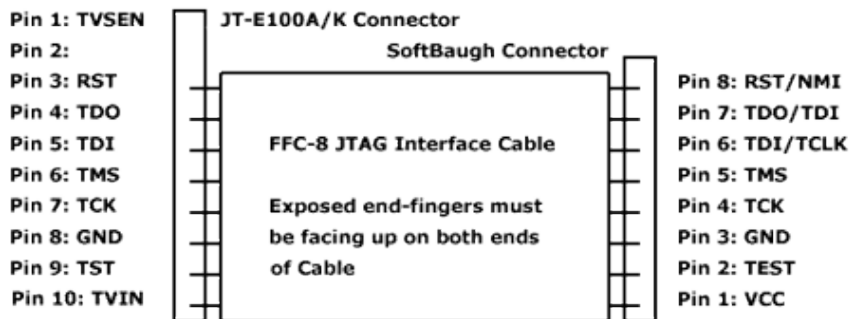 Pin 1: TVSEN JT-E100A/K Connector
Pin 2: SoftBaugh Connector
Pin 3: RST Pin 8: RST/NMI
Pin 4: TDO Pin 7: TDO/TDI
Pin 5: TDI FFC-8 JTAG Interface Cable Pin 6: TDI/TCLK
Pin 6: TMS Pin 5: TMS
Pin 7: TCK Exposed end-fingers must Pin 4: TCK
Pin 8: GND be facing up on both ends Pin 3: GND
Pin 9: TST of Cable Pin 2: TEST
Pin 10: TVIN Pin 1: VCC